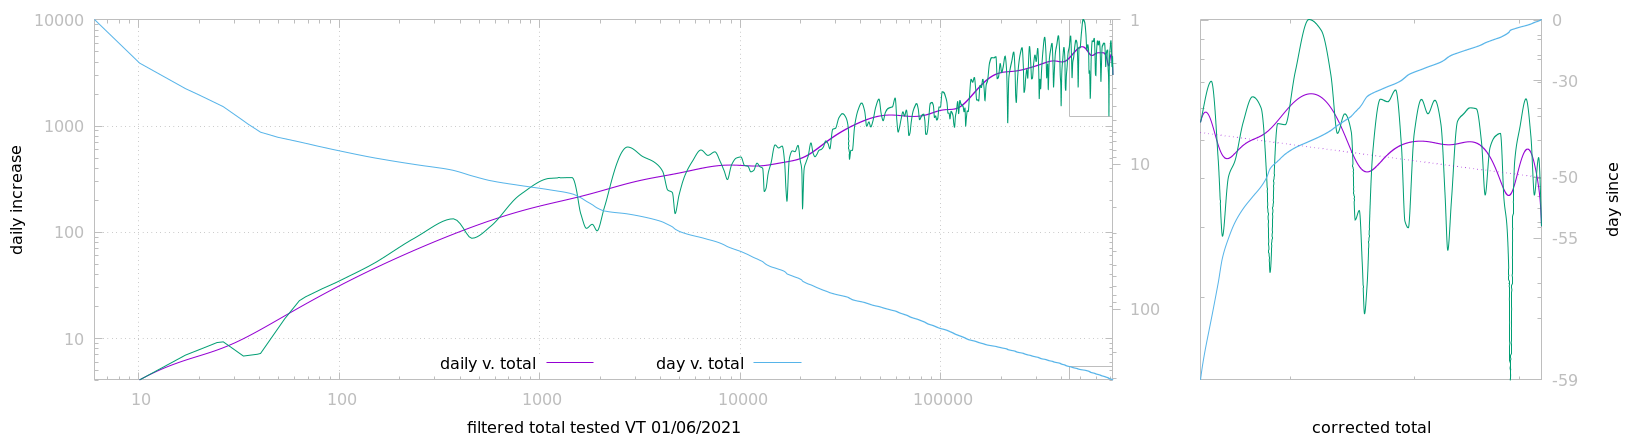 10000
1000
100
10
daily increase
10
100
1000
10000
100000
filtered total tested VT 01/06/2021
daily v. total
day v. total
1
10
100
0
-30
-50
-55
-59
day since
corrected total